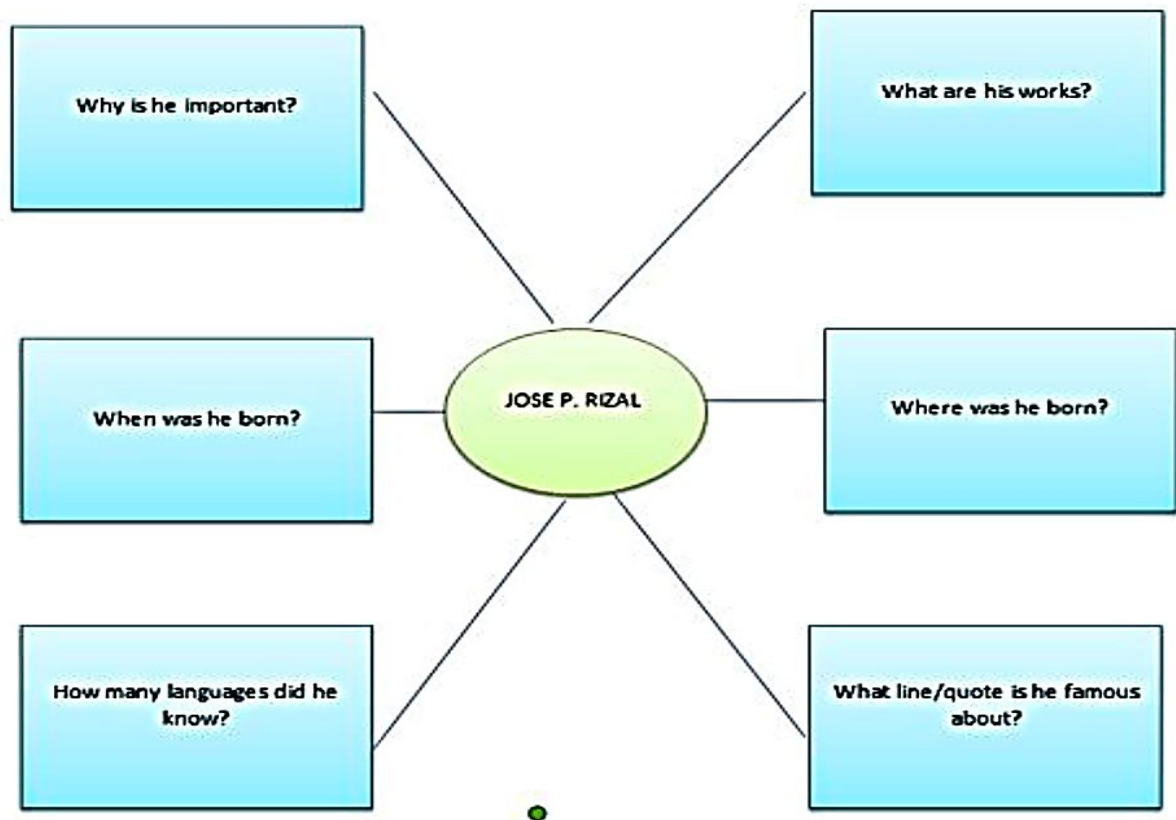 Why is he important?
What are his works?
JOSE P. RIZAL
When was he born?
Where was he born?
How many languages did he
know?
What line/quote is he famous
about?